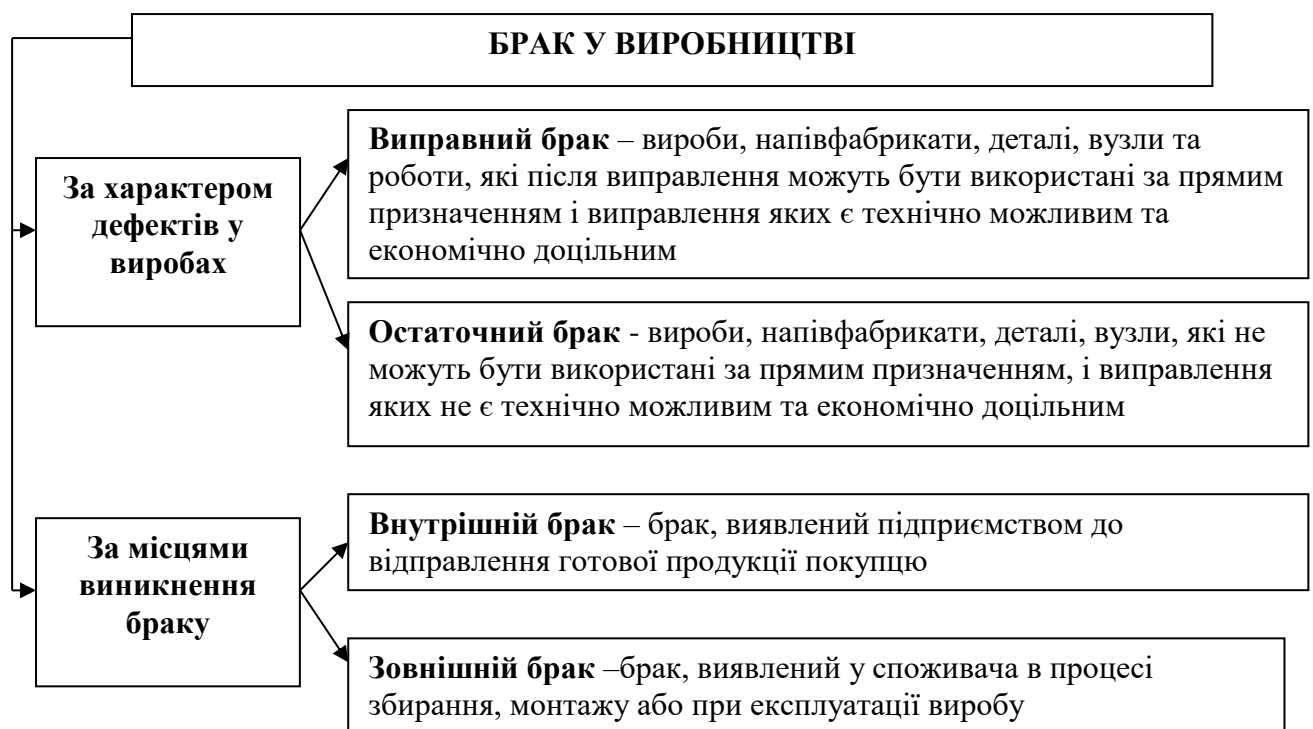 БРАК У ВИРОБНИЦТВІ
За характером
дефектів у
виробах
Виправний брак – вироби, напівфабрикати, деталі, вузли та
роботи, які після виправлення можуть бути використані за прямим
призначенням і виправлення яких є технічно можливим та
економічно доцільним
Остаточний брак - вироби, напівфабрикати, деталі, вузли, які не
можуть бути використані за прямим призначенням, і виправлення
яких не є технічно можливим та економічно доцільним
За місцями
виникнення
браку
Внутрішній брак – брак, виявлений підприємством до
відправлення готової продукції покупцю
Зовнішній брак –брак, виявлений у споживача в процесі
збирання, монтажу або при експлуатації виробу